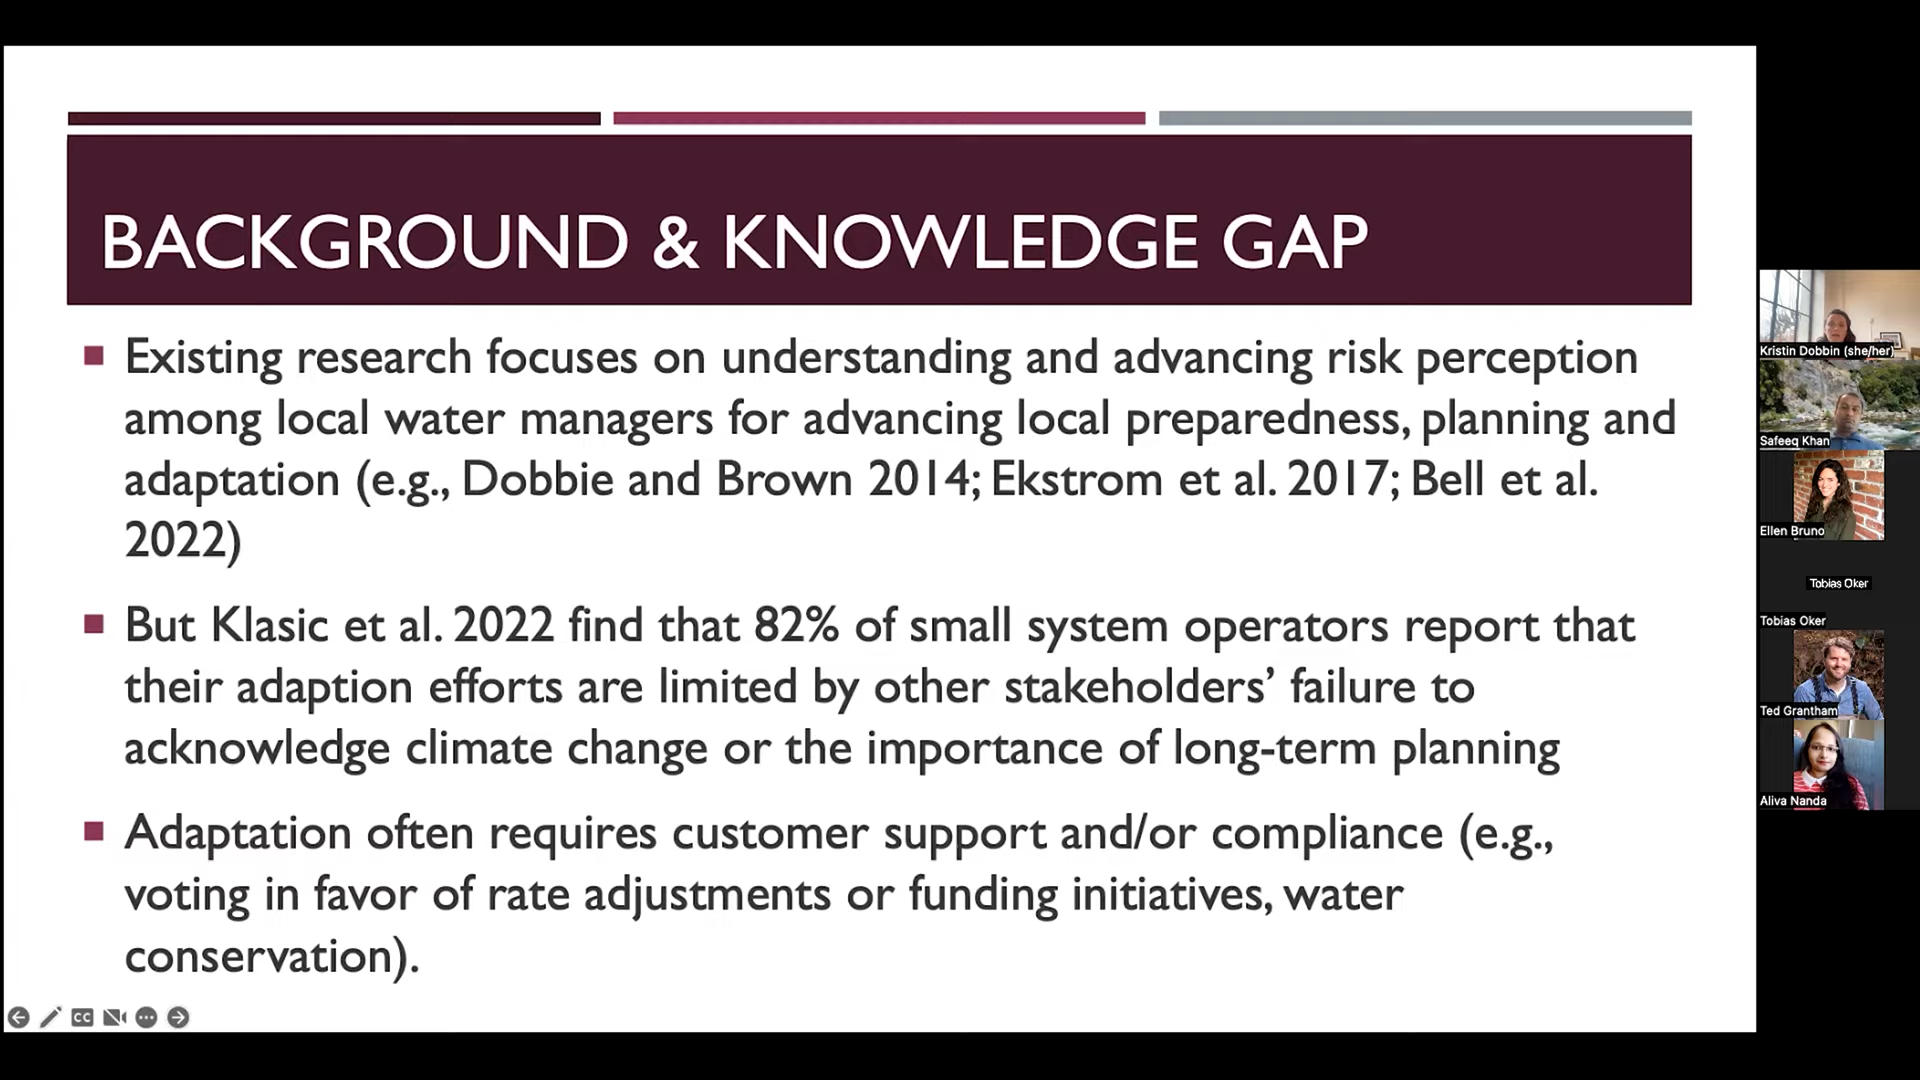 BACKGROUND & KNOWLEDGE GAP
Existing research focuses on understanding and advancing risk perception
among local water managers for advancing local preparedness, planning and
adaptation (e.g., Dobbie and Brown 2014; Ekstrom et al. 2017; Bell et al.
2022)
But Klasic et al. 2022 find that 82% of small system operators report that
their adaption efforts are limited by other stakeholders’ failure to
acknowledge climate change or the importance of long-term planning
Adaptation often requires customer support and/or compliance (e.g.,
voting in favor of rate adjustments or funding initiatives, water
conservation).
CC
Kristin Dobbin (she/her)
Safeeq Khan
Ellen Bruno
Tobias Oker
Tobias Oker
Ted Grantham
Aliva Nanda